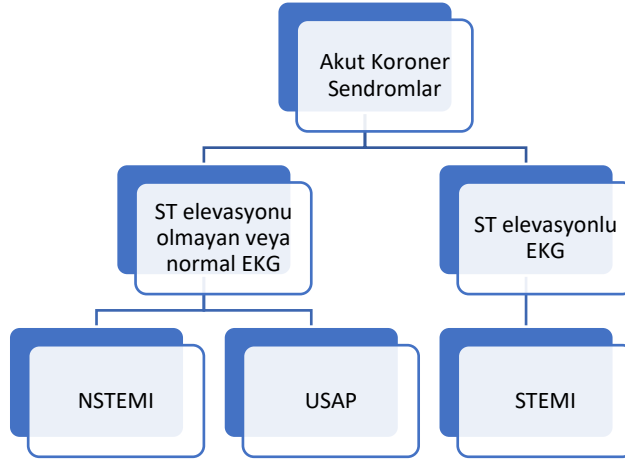 Akut Koroner
Sendromlar
ST elevasyonu
olmayan veya
normal EKG
ST elevasyonlu
EKG
NSTEMI
USAP
STEMI